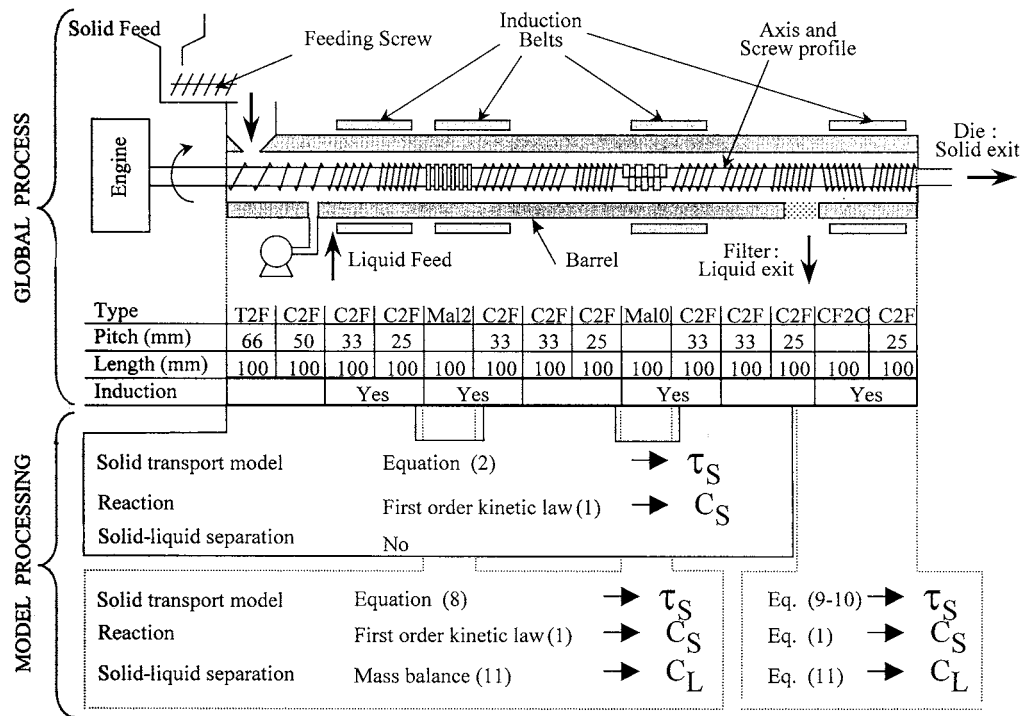 Solid Feed
Feeding Screw
Induction
Belts
Axis and
Screw profile
Die :
Solid exit
Engine
Liquid Feed
Barrel
Filter :
Liquid exit
GLOBAL PROCESS
Type T2F C2F C2F C2F Mal2 C2F C2F C2F Mal0 C2F C2F C2F CF2C C2F
Pitch (mm) 66 50 33 25 33 33 25 33 33 25 25
Length (mm) 100 100 100 100 100 100 100 100 100 100 100 100 100 100
Induction Yes Yes Yes Yes
MODEL PROCESSING
Solid transport model Equation (2) → τS
Reaction First order kinetic law (1) → CS
Solid-liquid separation No
Solid transport model Equation (8) → τS
Reaction First order kinetic law (1) → CS
Solid-liquid separation Mass balance (11) → CL
Eq. (9-10) → τS
Eq. (1) → CS
Eq. (11) → CL